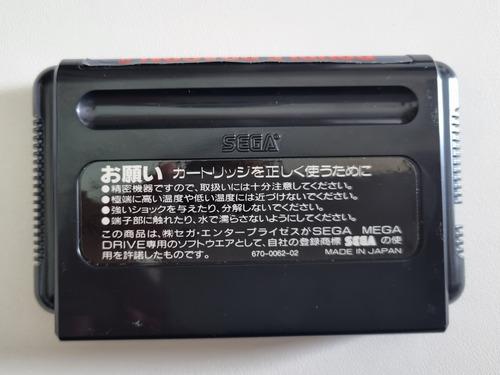 SEGA
お願い カートリッジを正しく使うために
●精密機器ですので、取扱いには十分注意してください。
●極端に高い温度や低い温度には近づけないでください。
●強いショックを与えたり、分解しないでください。
●端子部に触れたり、水で濡らさないようにしてください。
この商品は、㈱セガ・エンタープライゼスがSEGA MEGA
DRIVE専用のソフトウエアとして、自社の登録商標 SEGA の使
用を許諾したものです。 670-0062-02 MADE IN JAPAN